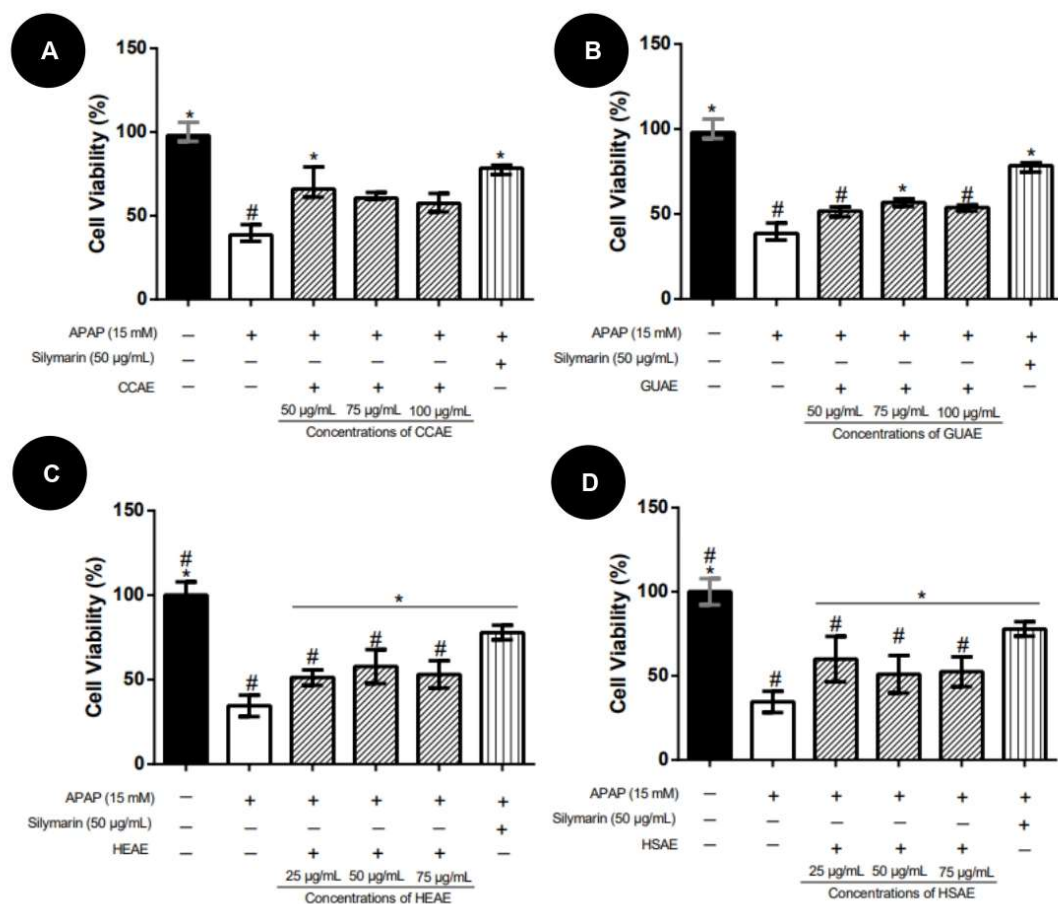 A
150
100
50
0
Cell Viability (%)
* # * *
APAP (15 mM) — + + + + +
Silymarin (50 µg/mL) — — — — — +
CCAE — — + + + —
50 µg/mL 75 µg/mL 100 µg/mL
Concentrations of CCAE
B
150
100
50
0
Cell Viability (%)
* # # * # *
APAP (15 mM) — + + + + +
Silymarin (50 µg/mL) — — — — — +
GUAE — — + + + —
50 µg/mL 75 µg/mL 100 µg/mL
Concentrations of GUAE
C
150
100
50
0
Cell Viability (%)
*
#
* # # # #
APAP (15 mM) — + + + + +
Silymarin (50 µg/mL) — — — — — +
HEAE — — + + + —
25 µg/mL 50 µg/mL 75 µg/mL
Concentrations of HEAE
D
150
100
50
0
Cell Viability (%)
*
#
* # # # #
APAP (15 mM) — + + + + +
Silymarin (50 µg/mL) — — — — — +
HSAE — — + + + —
25 µg/mL 50 µg/mL 75 µg/mL
Concentrations of HSAE